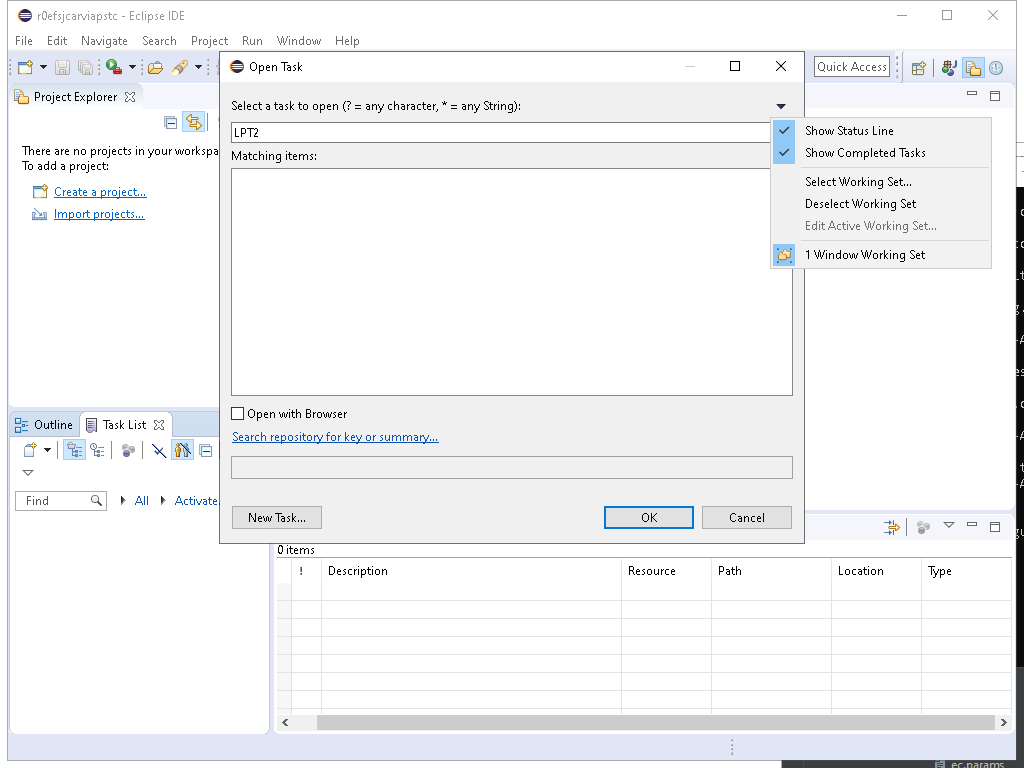 r0efsjcarviapstc - Eclipse IDE
File Edit Navigate Search Project Run Window Help
Open Task
Quick Access
Project Explorer
Select a task to open (? = any character, * = any String):
LPT2
Show Status Line
Matching items:
Show Completed Tasks
There are no projects in your workspa
To add a project:
Select Working Set...
Create a project...
Deselect Working Set
Import projects...
Edit Active Working Set...
1 Window Working Set
Open with Browser
Outline Task List
Search repository for key or summary...
Find All Activate
New Task... OK Cancel
0 items
! Description Resource Path Location Type
ec.params